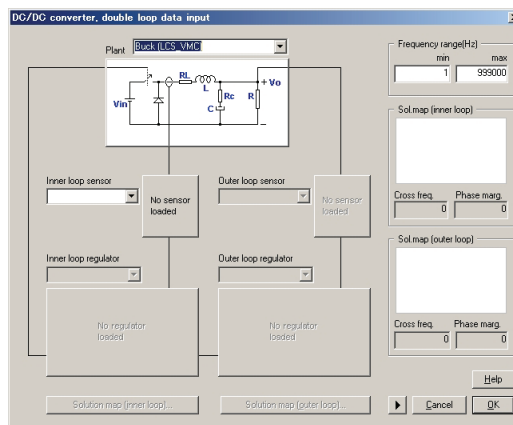 DC/DC converter, double loop data input
Plant
Buck (LCS_VMC)
RL
L
+ Vo
Vin
Rc
R
C
Inner loop sensor
No sensor
loaded
Outer loop sensor
No sensor
loaded
Inner loop regulator
No regulator
loaded
Outer loop regulator
No regulator
loaded
Solution map (inner loop)...
Solution map (outer loop)...
Frequency range(Hz)
min max
1 999000
Sol.map (inner loop)
Cross freq. Phase marg.
0 0
Sol.map (outer loop)
Cross freq. Phase marg.
0 0
Help
Cancel
OK